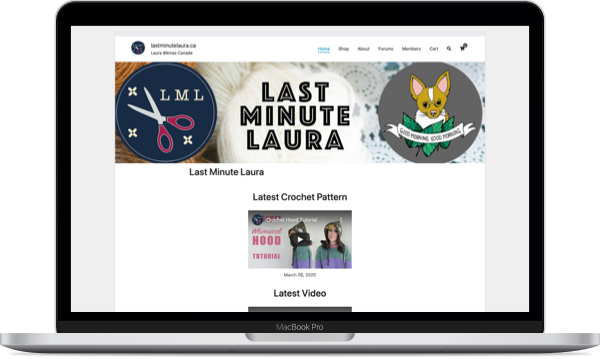 lastminutelaura.ca
Laura Bikmas Canada
Home Shop About Forums Members Cart
LML
LAST
MINUTE
LAURA
GOOD MORNING GOOD MORNING
Last Minute Laura
Latest Crochet Pattern
Crochet Hood Tutorial
Whimsical
HOOD
TUTORIAL
March 08, 2020
Latest Video
MacBook Pro